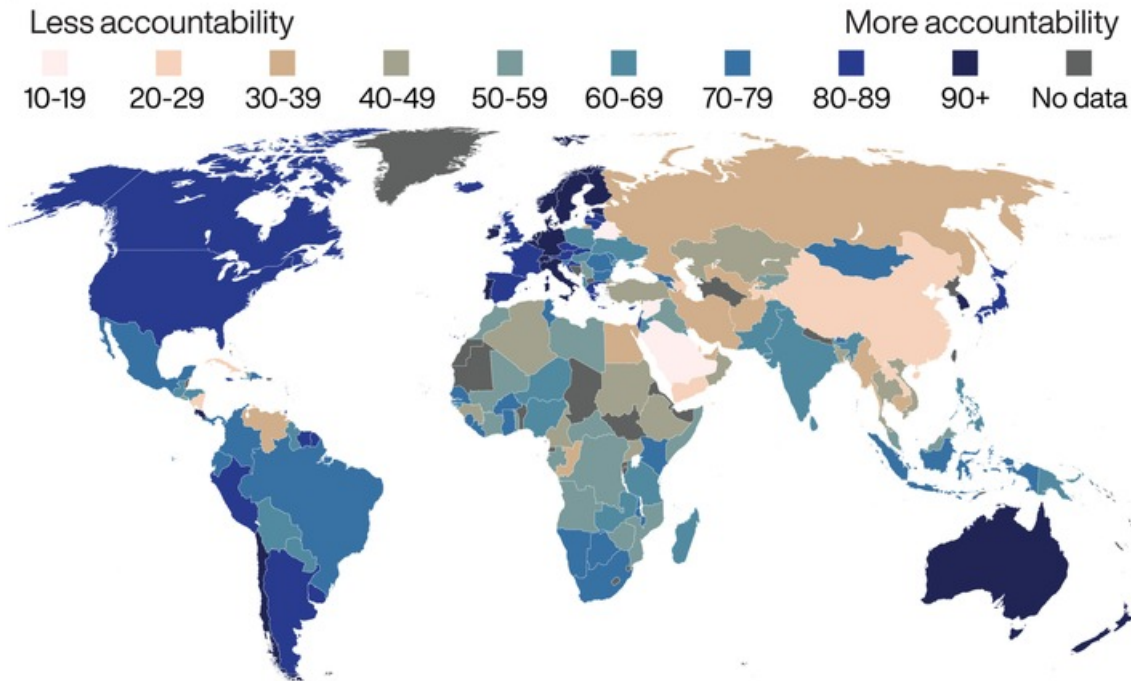 Less accountability More accountability
10-19 20-29 30-39 40-49 50-59 60-69 70-79 80-89 90+ No data